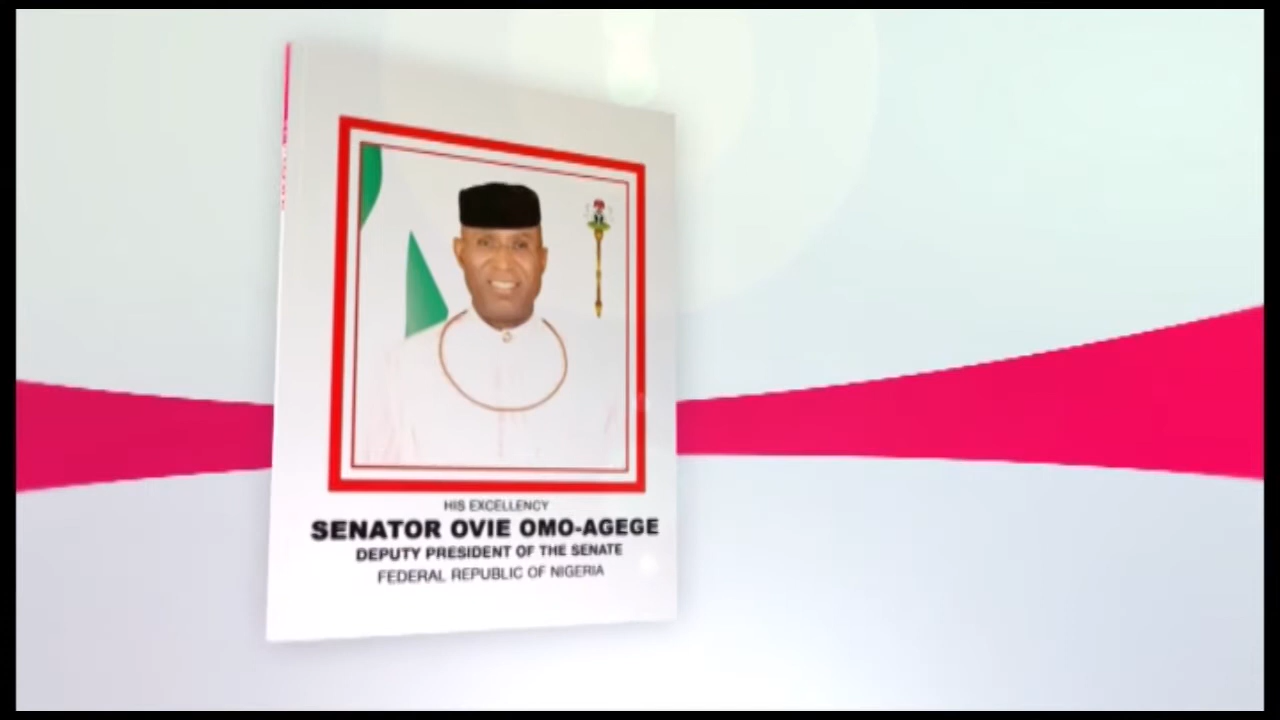 HIS EXCELLENCY
SENATOR OVIE OMO-AGEGE
DEPUTY PRESIDENT OF THE SENATE
FEDERAL REPUBLIC OF NIGERIA